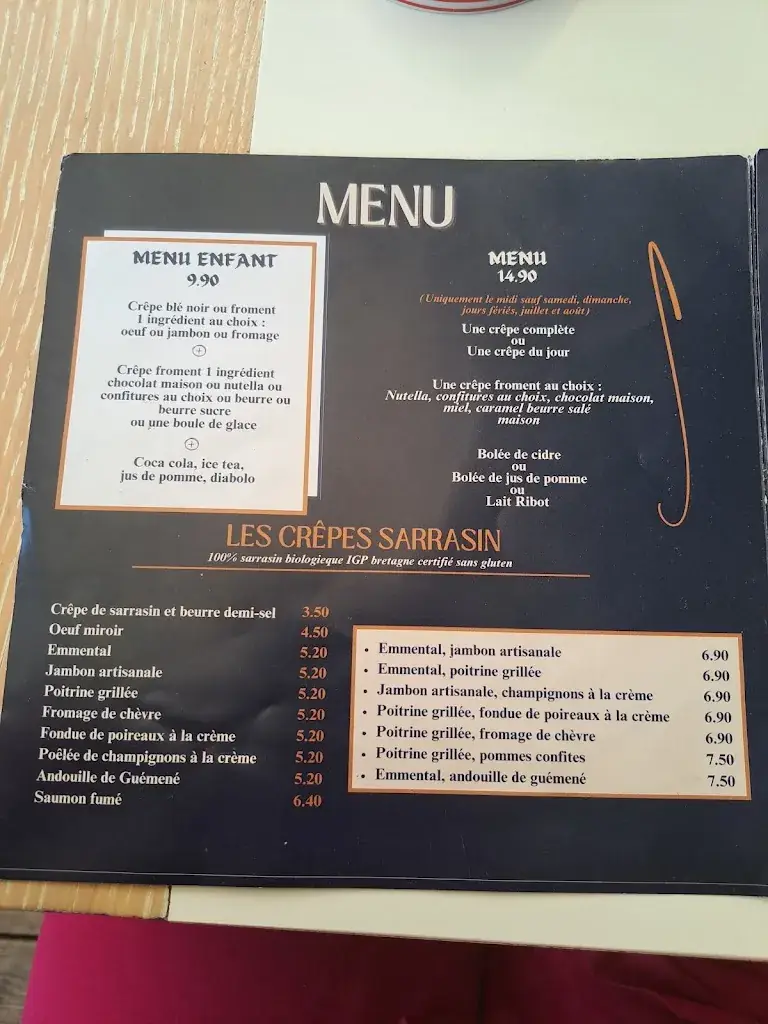 MENU
MENU ENFANT
9.90
Crêpe blé noir ou froment
1 ingrédient au choix :
oeuf ou jambon ou fromage
Crêpe froment 1 ingrédient
chocolat maison ou nutella ou
confitures au choix ou beurre ou
beurre sucre
ou une boule de glace
Coca cola, ice tea,
jus de pomme, diabolo
MENU
14.90
(Uniquement le midi sauf samedi, dimanche,
jours fériés, juillet et août)
Une crêpe complète
ou
Une crêpe du jour
Une crêpe froment au choix :
Nutella, confitures au choix, chocolat maison,
miel, caramel beurre salé
maison
Bolée de cidre
ou
Bolée de jus de pomme
ou
Lait Ribot
LES CRÊPES SARRASIN
100% sarrasin biologieque IGP bretagne certifié sans gluten
Crêpe de sarrasin et beurre demi-sel 3.50
Oeuf miroir 4.50
Emmental 5.20
Jambon artisanale 5.20
Poitrine grillée 5.20
Fromage de chèvre 5.20
Fondue de poireaux à la crème 5.20
Poêlée de champignons à la crème 5.20
Andouille de Guémené 5.20
Saumon fumé 6.40
• Emmental, jambon artisanale 6.90
• Emmental, poitrine grillée 6.90
• Jambon artisanale, champignons à la crème 6.90
• Poitrine grillée, fondue de poireaux à la crème 6.90
• Poitrine grillée, fromage de chèvre 6.90
• Poitrine grillée, pommes confites 7.50
• Emmental, andouille de guémené 7.50